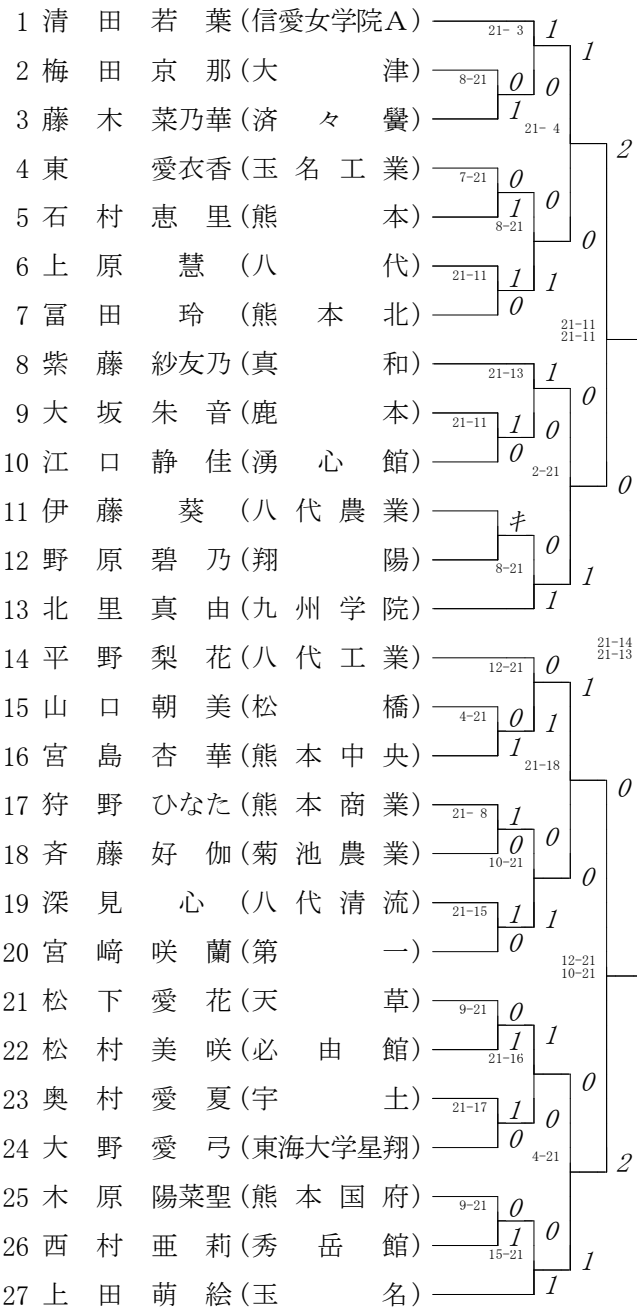 1 清田若葉(信愛女学院A) 21-3 1
1
2 梅田京那(大津) 8-21 0 0
3 藤木菜乃華(済々黌) 1
21-4
2
4 東愛衣香(玉名工業) 7-21 0
0
5 石村恵里(熊本) 1
8-21
0
6 上原慧(八代) 21-11 1 1
7 冨田玲(熊本北) 0
21-11
21-11
8 紫藤紗友乃(真和) 21-13 1
0
9 大坂朱音(鹿本) 21-11 1 0
10 江口静佳(湧心館) 0
2-21
0
11 伊藤葵(八代農業)
キ 0
12 野原碧乃(翔陽) 8-21
1
13 北里真由(九州学院) 1
21-14
21-13
14 平野梨花(八代工業) 12-21 0
1
15 山口朝美(松橋) 4-21 0 1
16 宮島杏華(熊本中央) 1
21-18
0
17 狩野ひなた(熊本商業) 21-8 1
0
18 斉藤好伽(菊池農業) 0
10-21
0
19 深見心(八代清流) 21-15 1 1
20 宮﨑咲蘭(第一) 0
12-21
10-21
21 松下愛花(天草) 9-21 0
1
22 松村美咲(必由館) 1
21-16
0
23 奥村愛夏(宇土) 21-17 1 0
24 大野愛弓(東海大学星翔) 0
4-21
2
25 木原陽菜聖(熊本国府) 9-21 0
0
26 西村亜莉(秀岳館) 1
15-21
1
27 上田萌絵(玉名) 1